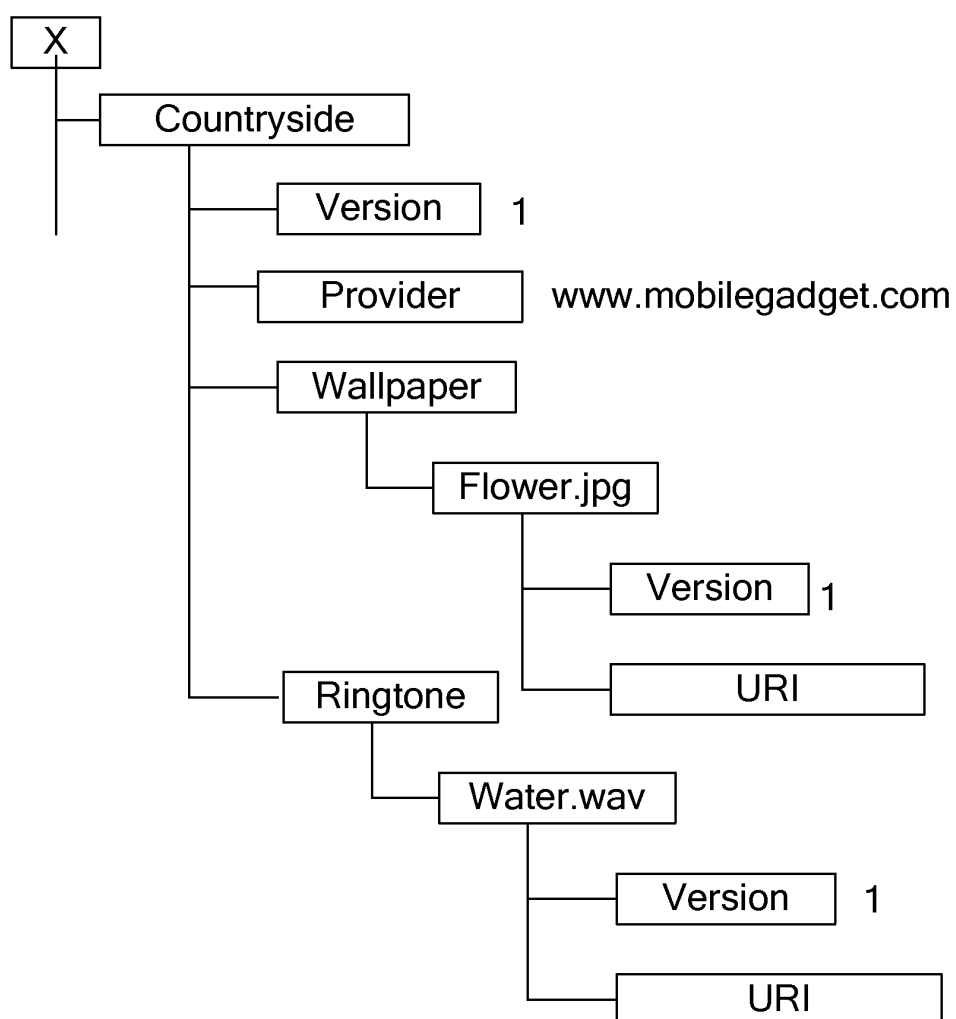 X
Countryside
Version 1
Provider www.mobilegadget.com
Wallpaper
Flower.jpg
Version 1
URI
Ringtone
Water.wav
Version 1
URI